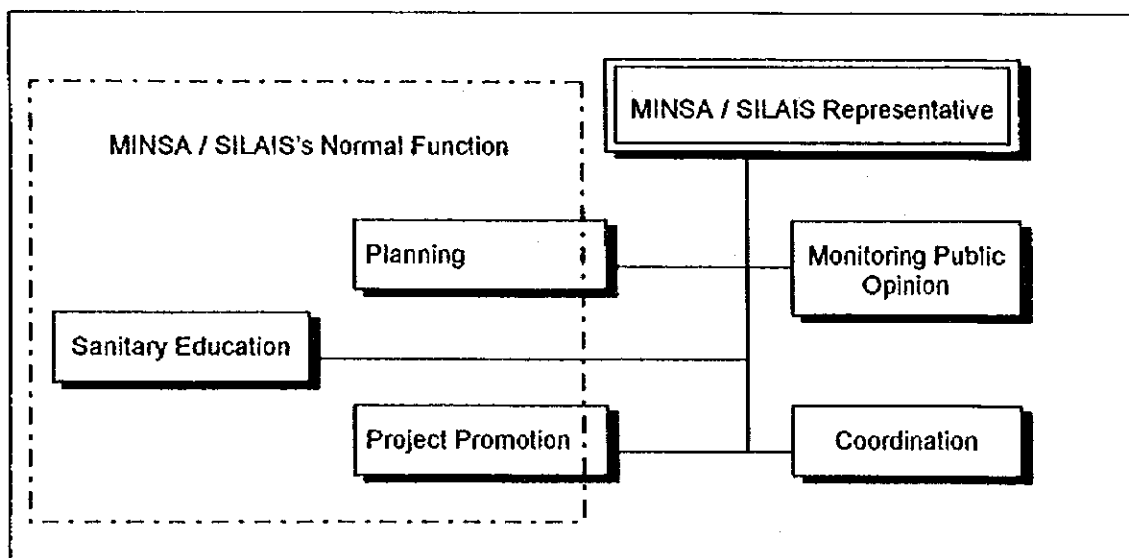 MINSA / SILAIS Representative
MINSA / SILAIS's Normal Function
Planning
Monitoring Public
Opinion
Sanitary Education
Project Promotion
Coordination